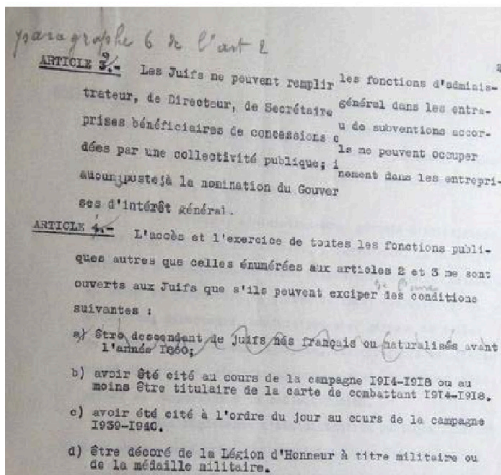 paragraphe 6 de l'art 2
ARTICLE 3.- Les Juifs ne peuvent remplir les fonctions d'adminis-
trateur, de Directeur, de Secrétaire général dans les entre-
prises bénéficiaires de concessions ou de subventions accor-
dées par une collectivité publique; ils ne peuvent occuper
aucun poste à la nomination du Gouvernement dans les entrepri-
ses d'intérêt général.
ARTICLE 4.- L'accès et l'exercice de toutes les fonctions publi-
ques autres que celles énumérées aux articles 2 et 3 ne sont
ouverts aux Juifs que s'ils peuvent exciper des conditions
suivantes :
a) être descendant de juifs nés français ou naturalisés avant
l'année 1860;
b) avoir été cité au cours de la campagne 1914-1918 ou au
moins être titulaire de la carte de combattant 1914-1918.
c) avoir été cité à l'ordre du jour au cours de la campagne
1939-1940.
d) être décoré de la Légion d'Honneur à titre militaire ou
de la médaille militaire.